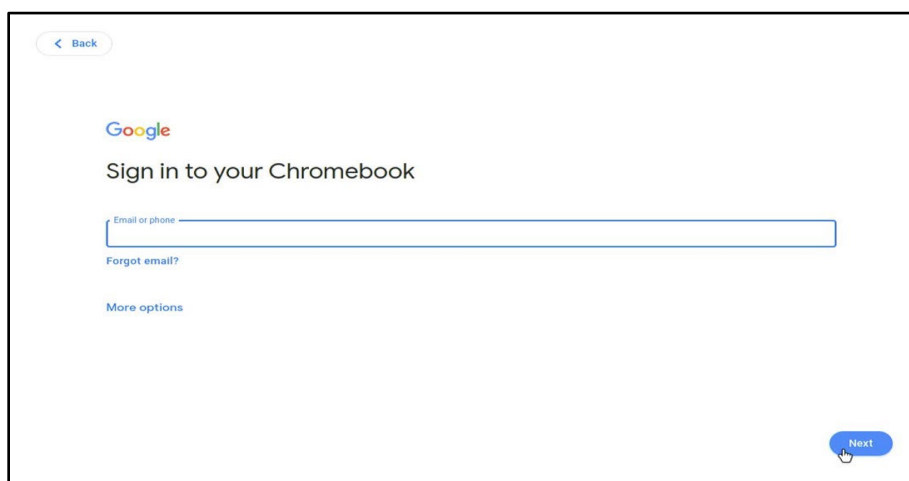 Back
Google
Sign in to your Chromebook
Email or phone
Forgot email?
More options
Next